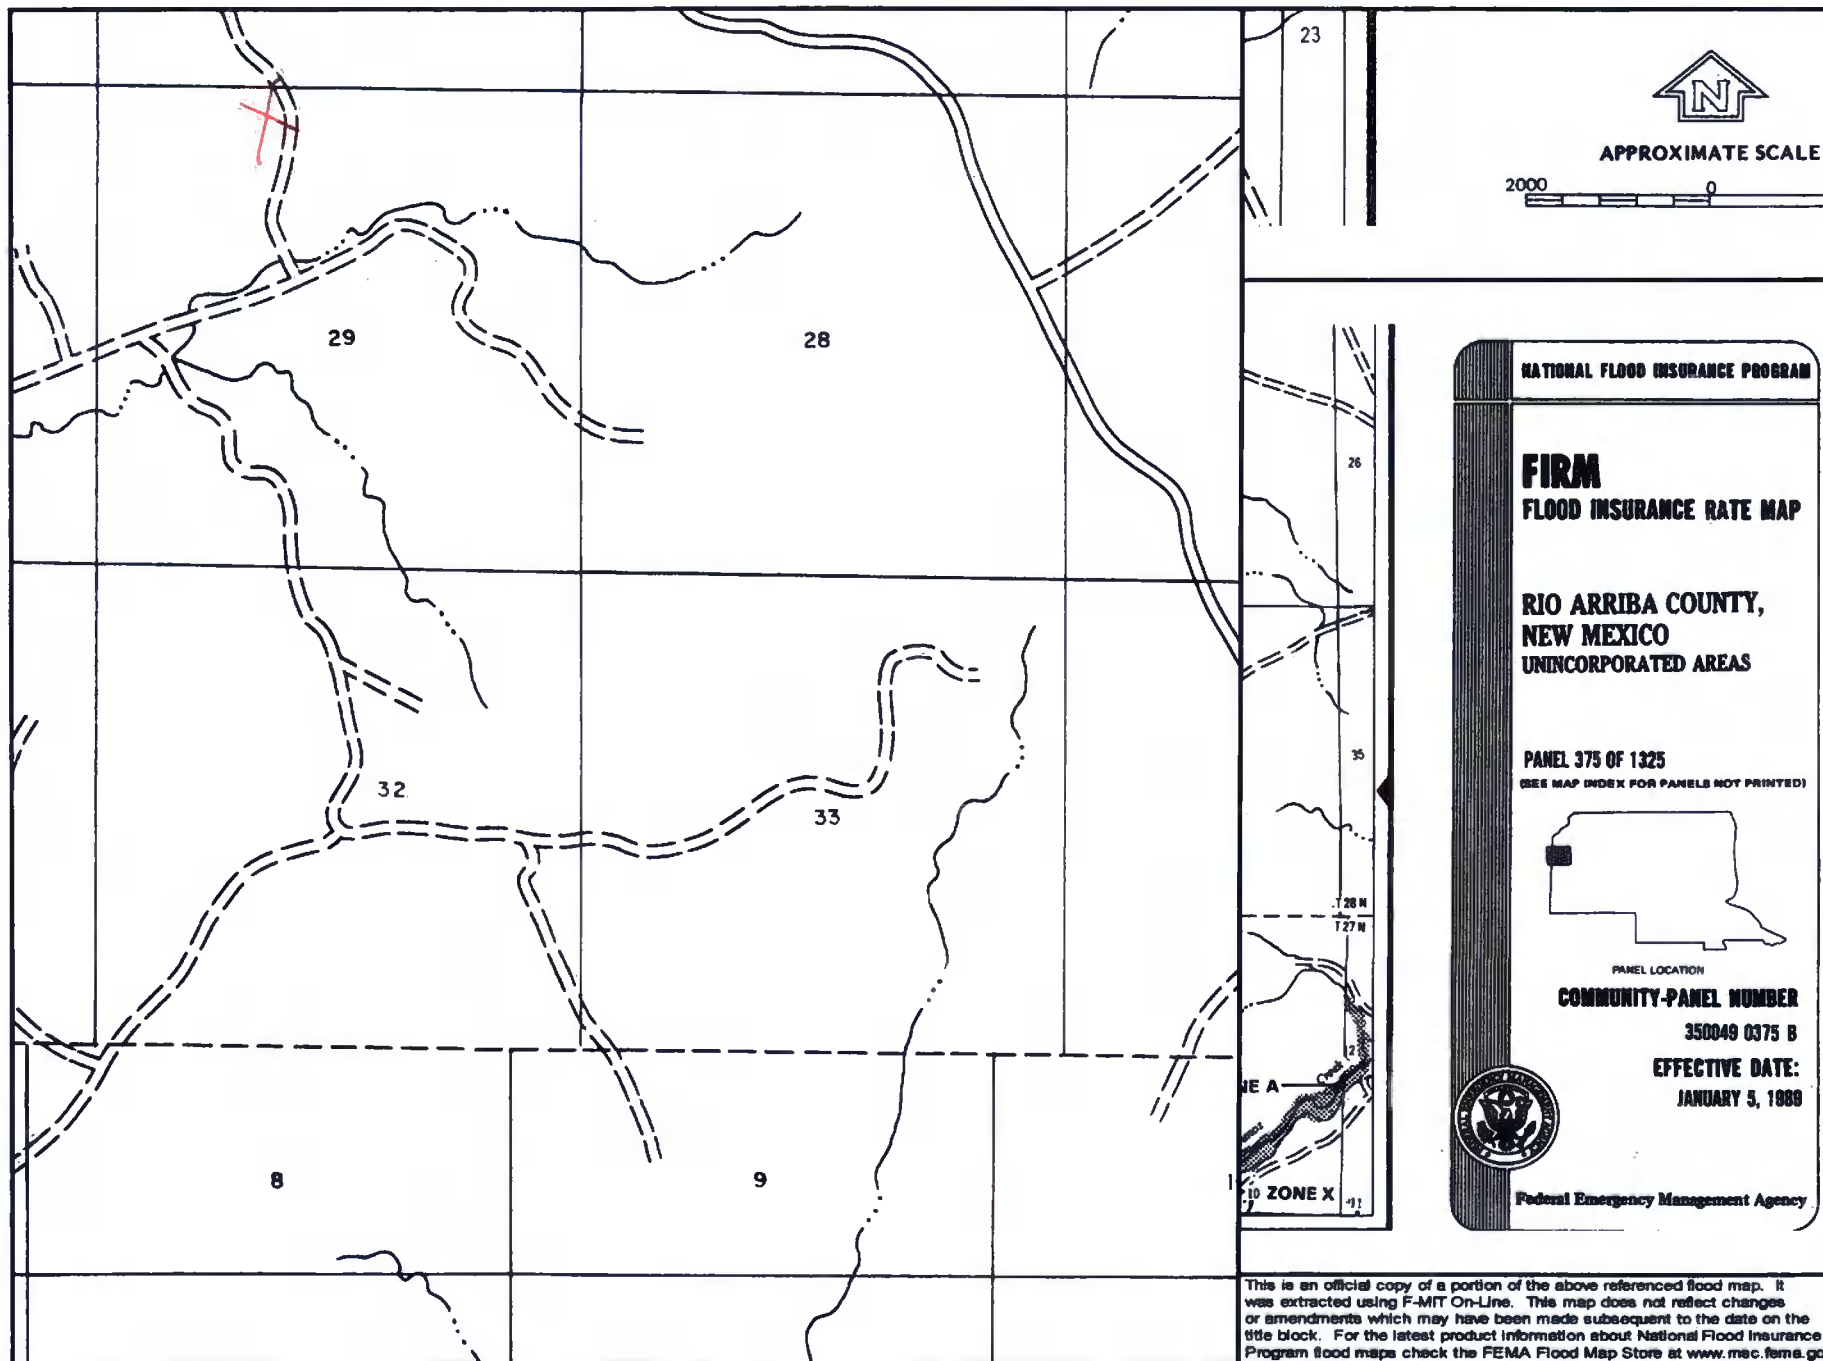 23
N
APPROXIMATE SCALE
2000 0
29
28
26
32
33
35
T 28 N
T 27 N
8
9
1
2
NE A
Creek
10 ZONE X 11
NATIONAL FLOOD INSURANCE PROGRAM
FIRM
FLOOD INSURANCE RATE MAP
RIO ARRIBA COUNTY,
NEW MEXICO
UNINCORPORATED AREAS
PANEL 375 OF 1325
(SEE MAP INDEX FOR PANELS NOT PRINTED)
PANEL LOCATION
COMMUNITY-PANEL NUMBER
350049 0375 B
EFFECTIVE DATE:
JANUARY 5, 1989
Federal Emergency Management Agency
This is an official copy of a portion of the above referenced flood map. It
was extracted using F-MIT On-Line. This map does not reflect changes
or amendments which may have been made subsequent to the date on the
title block. For the latest product information about National Flood Insurance
Program flood maps check the FEMA Flood Map Store at www.msc.fema.go